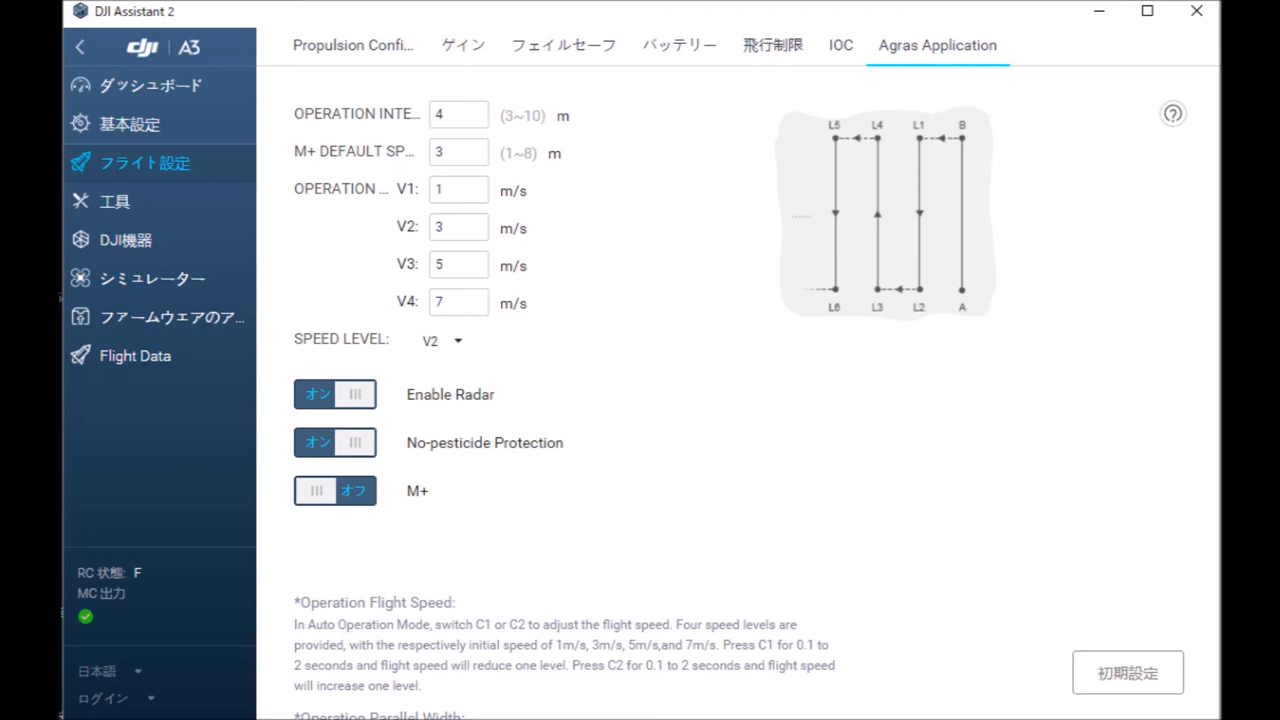 DJI Assistant 2
dji A3
ダッシュボード
基本設定
フライト設定
工具
DJI機器
シミュレーター
ファームウェアのア...
Flight Data
RC 状態: F
MC 出力
日本語
ログイン
Propulsion Confi... ゲイン フェイルセーフ バッテリー 飛行制限 IOC Agras Application
OPERATION INTE... 4 (3~10) m
M+ DEFAULT SP... 3 (1~8) m
OPERATION ... V1: 1 m/s
V2: 3 m/s
V3: 5 m/s
V4: 7 m/s
SPEED LEVEL: V2
オン Enable Radar
オン No-pesticide Protection
オフ M+
L5 L4 L1 B
......
L6 L3 L2 A
*Operation Flight Speed:
In Auto Operation Mode, switch C1 or C2 to adjust the flight speed. Four speed levels are
provided, with the respectively initial speed of 1m/s, 3m/s, 5m/s,and 7m/s. Press C1 for 0.1 to
2 seconds and flight speed will reduce one level. Press C2 for 0.1 to 2 seconds and flight speed
will increase one level.
*Operation Parallel Width:
初期設定